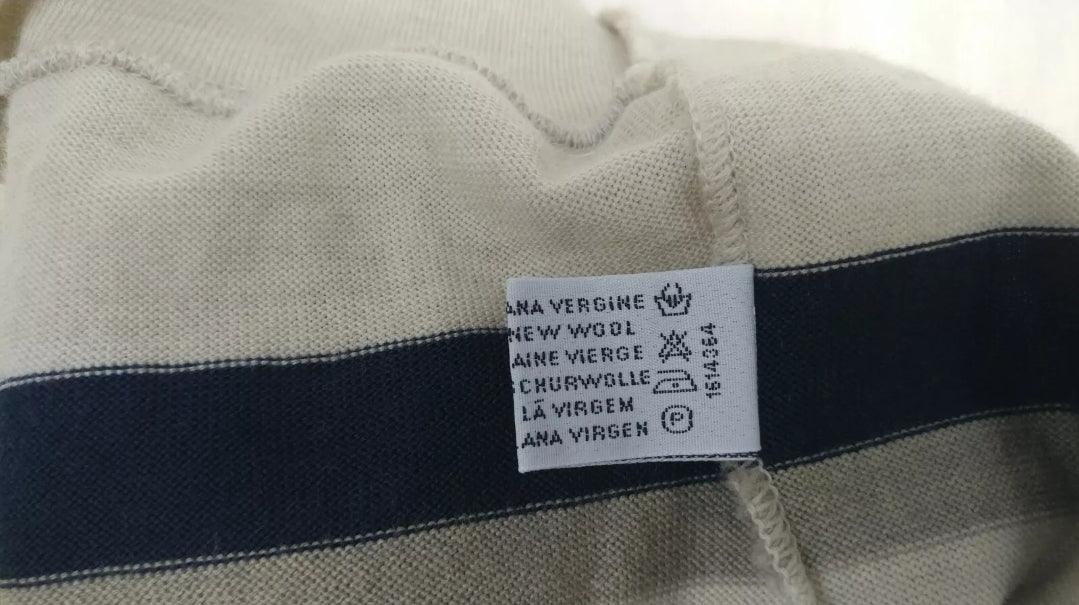 ANA VERGINE
NEW WOOL
AINE VIERGE
CHURWOLLE
LÃ VIRGEM
ANA VIRGEN
P
1614364